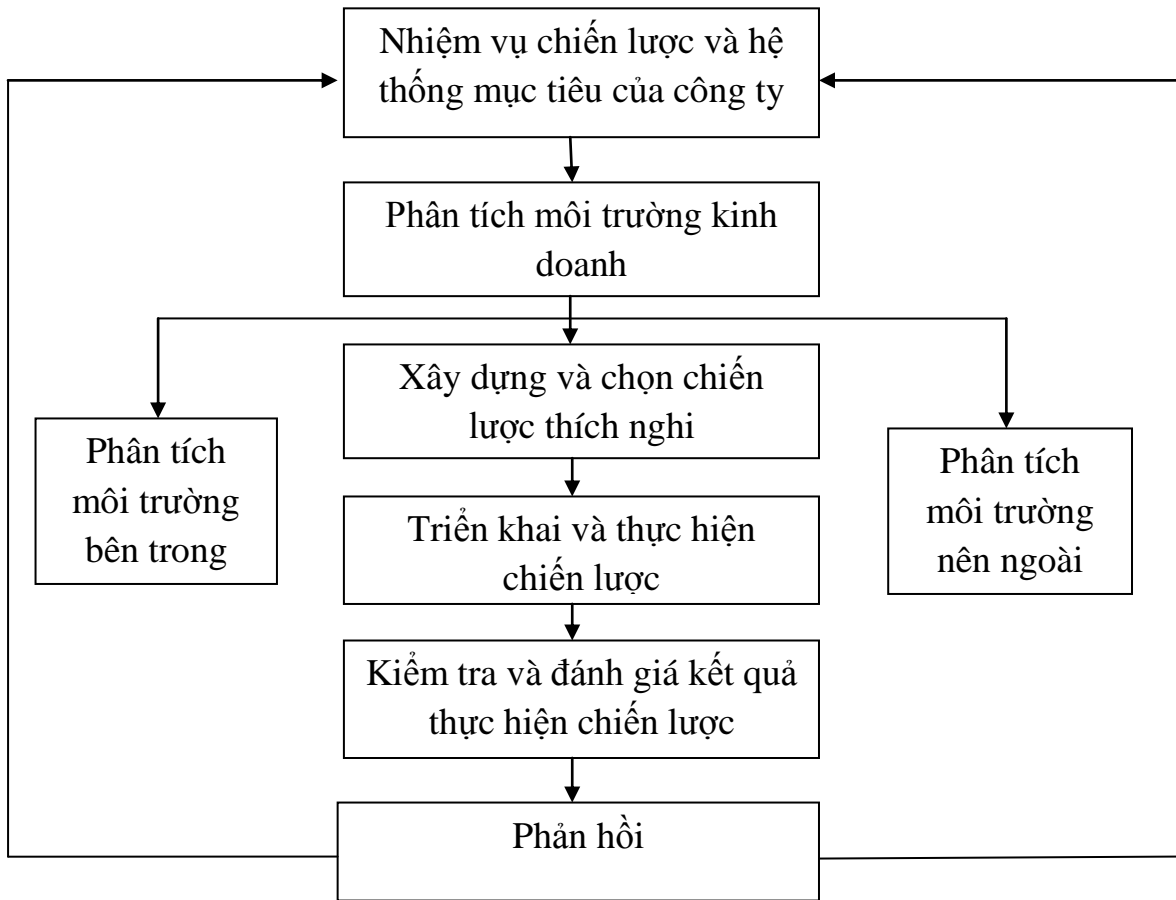 Nhiệm vụ chiến lược và hệ
thống mục tiêu của công ty
Phân tích môi trường kinh
doanh
Xây dựng và chọn chiến
lược thích nghi
Phân tích
môi trường
bên trong
Phân tích
môi trường
nên ngoài
Triển khai và thực hiện
chiến lược
Kiểm tra và đánh giá kết quả
thực hiện chiến lược
Phản hồi